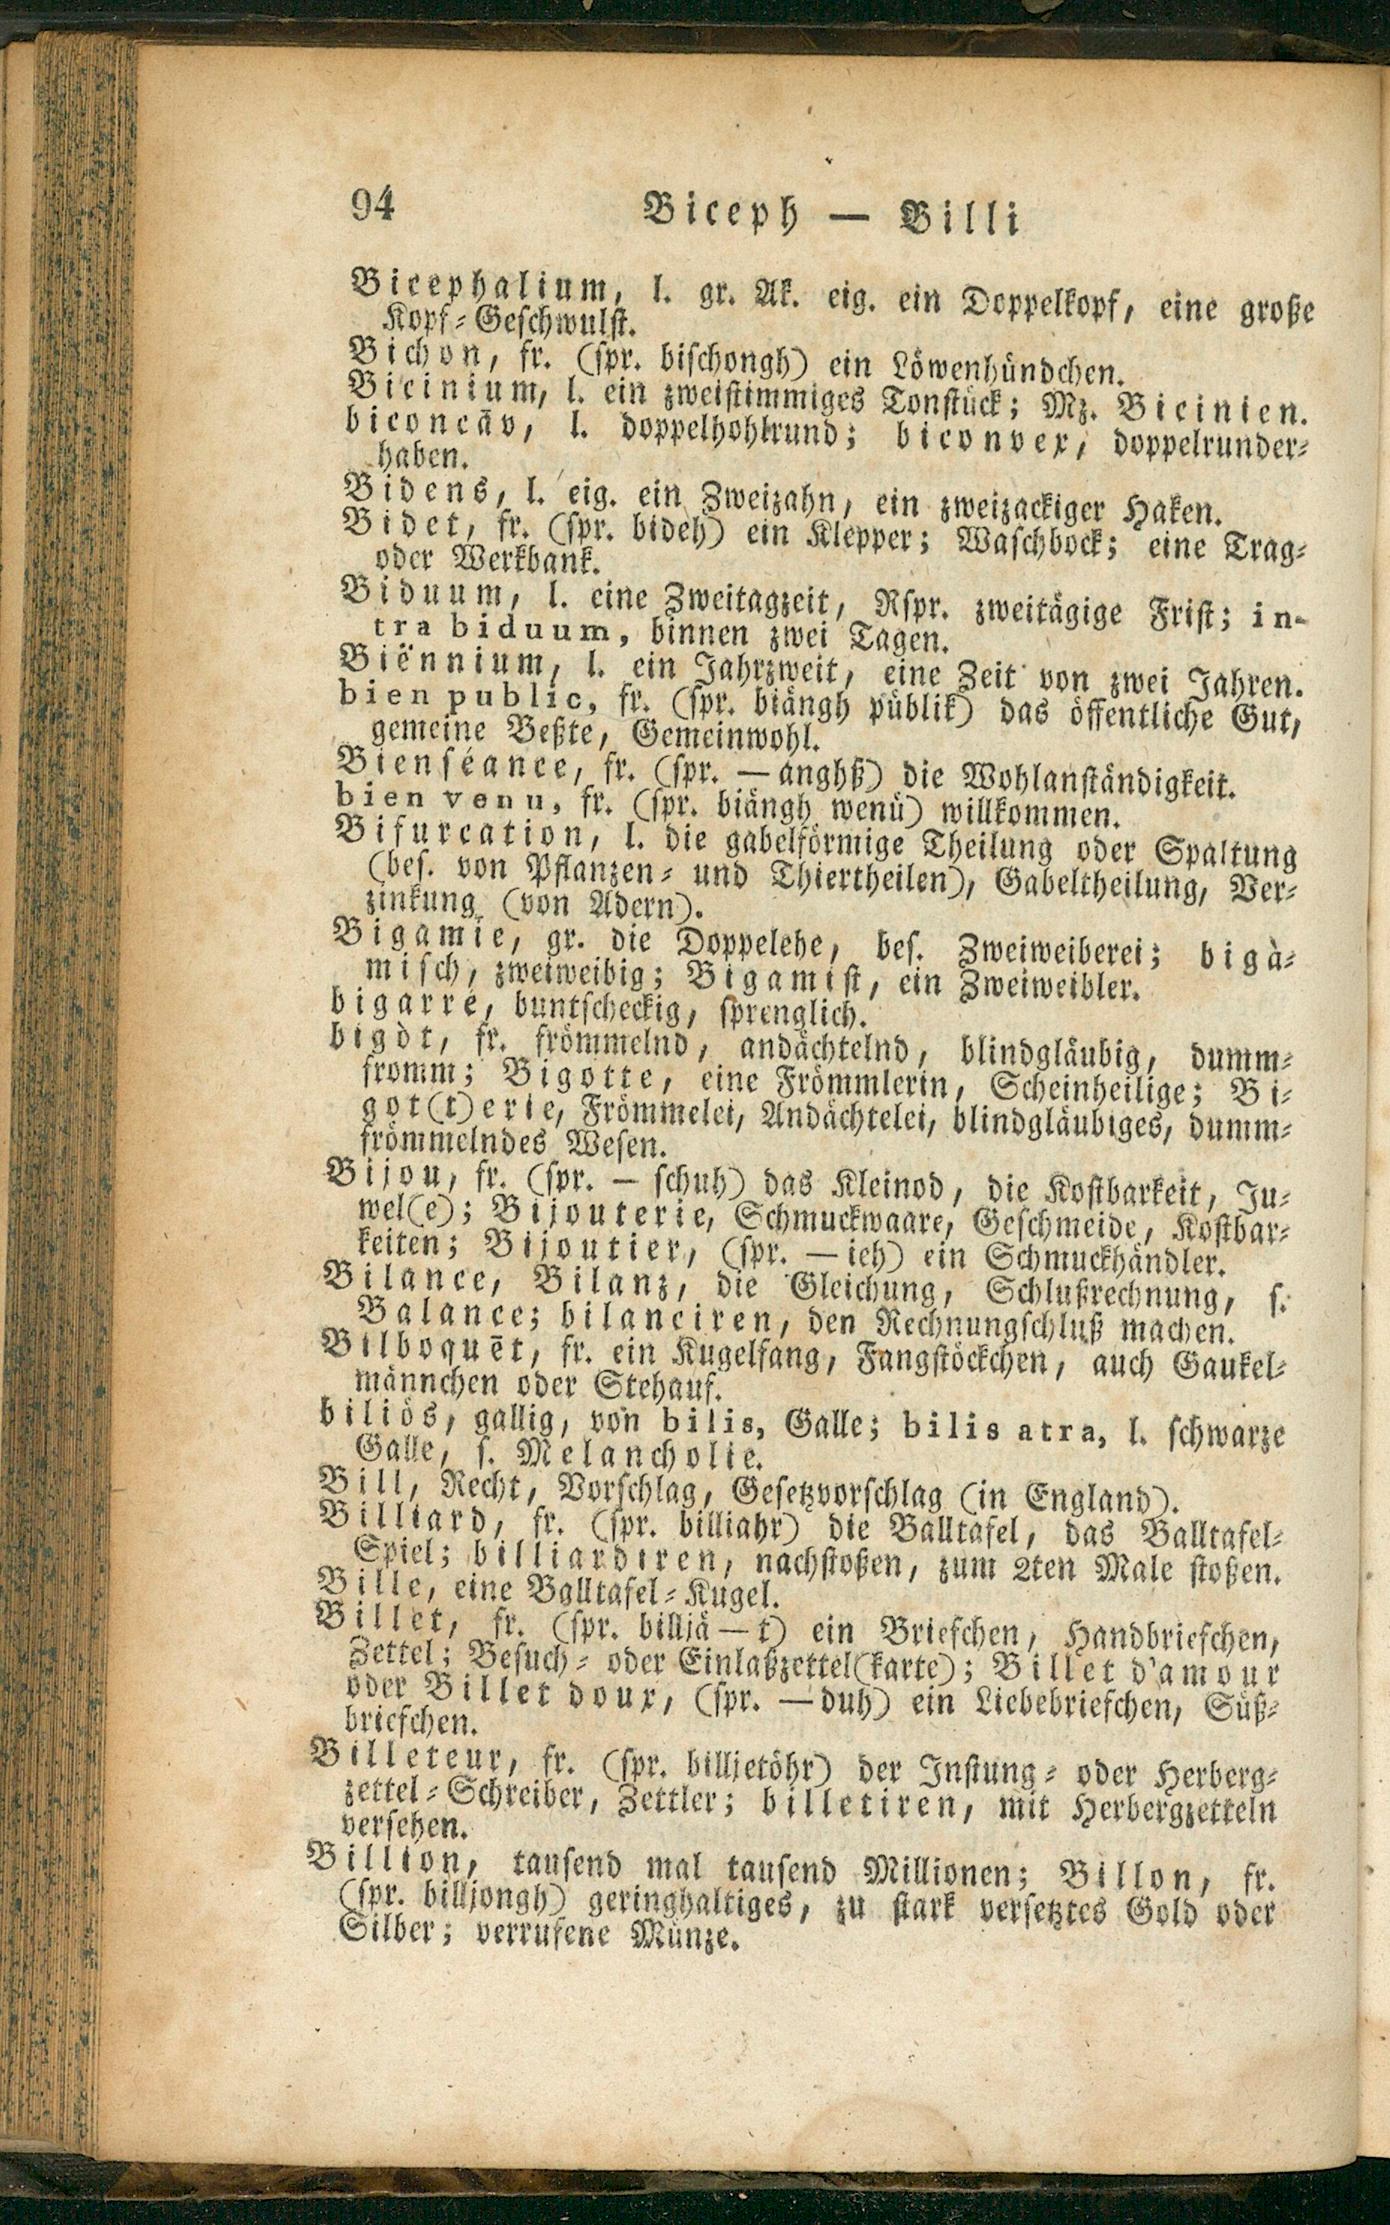 94 Biceph — Billi
Bicephalium, l. gr. Ak. eig. ein Doppelkopf, eine große
Kopf-Geschwulst.
Bichon, fr. (spr. bischongh) ein Löwenhündchen.
Bicinium, l. ein zweistimmiges Tonstück; Mz. Bicinien.
biconcāv, l. doppelhohlrund; biconvex, doppelrunder-
haben.
Bidens, l. eig. ein Zweizahn, ein zweizackiger Haken.
Bidet, fr. (spr. bideh) ein Klepper; Waschbock; eine Trag-
oder Werkbank.
Biduum, l. eine Zweitagzeit, Rspr. zweitägige Frist; in-
tra biduum, binnen zwei Tagen.
Biënnium, l. ein Jahrzweit, eine Zeit von zwei Jahren.
bien public, fr. (spr. biängh püblik) das öffentliche Gut,
gemeine Beßte, Gemeinwohl.
Bienséance, fr. (spr. —anghß) die Wohlanständigkeit.
bien venu, fr. (spr. biängh wenü) willkommen.
Bifurcation, l. die gabelförmige Theilung oder Spaltung
(bes. von Pflanzen- und Thiertheilen), Gabeltheilung, Ver-
zinkung (von Adern).
Bigamie, gr. die Doppelehe, bes. Zweiweiberei; bigà-
misch, zweiweibig; Bigamist, ein Zweiweibler.
bigarré, buntscheckig, sprenglich.
bigòt, fr. frömmelnd, andächtelnd, blindgläubig, dumm-
fromm; Bigotte, eine Frömmlerin, Scheinheilige; Bi-
got(t)erie, Frömmelei, Andächtelei, blindgläubiges, dumm-
frömmelndes Wesen.
Bijou, fr. (spr. — schuh) das Kleinod, die Kostbarkeit, Ju-
wel(e); Bijouterie, Schmuckwaare, Geschmeide, Kostbar-
keiten; Bijoutier, (spr. —ieh) ein Schmuckhändler.
Bilance, Bilanz, die Gleichung, Schlußrechnung, s.
Balance; bilanciren, den Rechnungschluß machen.
Bilboquēt, fr. ein Kugelfang, Fangstöckchen, auch Gaukel-
männchen oder Stehauf.
biliös, gallig, von bilis, Galle; bilis atra, l. schwarze
Galle, s. Melancholie.
Bill, Recht, Vorschlag, Gesetzvorschlag (in England).
Billiard, fr. (spr. billiahr) die Balltafel, das Balltafel-
Spiel; billiardiren, nachstoßen, zum 2ten Male stoßen.
Bille, eine Balltafel-Kugel.
Billet, fr. (spr. billjä—t) ein Briefchen, Handbriefchen,
Zettel; Besuch- oder Einlaßzettel(karte); Billet d'amour
oder Billet doux, (spr. —duh) ein Liebebriefchen, Süß-
briefchen.
Billeteur, fr. (spr. billjetöhr) der Instung- oder Herberg-
zettel-Schreiber, Zettler; billetiren, mit Herbergzetteln
versehen.
Billion, tausend mal tausend Millionen; Billon, fr.
(spr. billjongh) geringhaltiges, zu stark versetztes Gold oder
Silber; verrufene Münze.